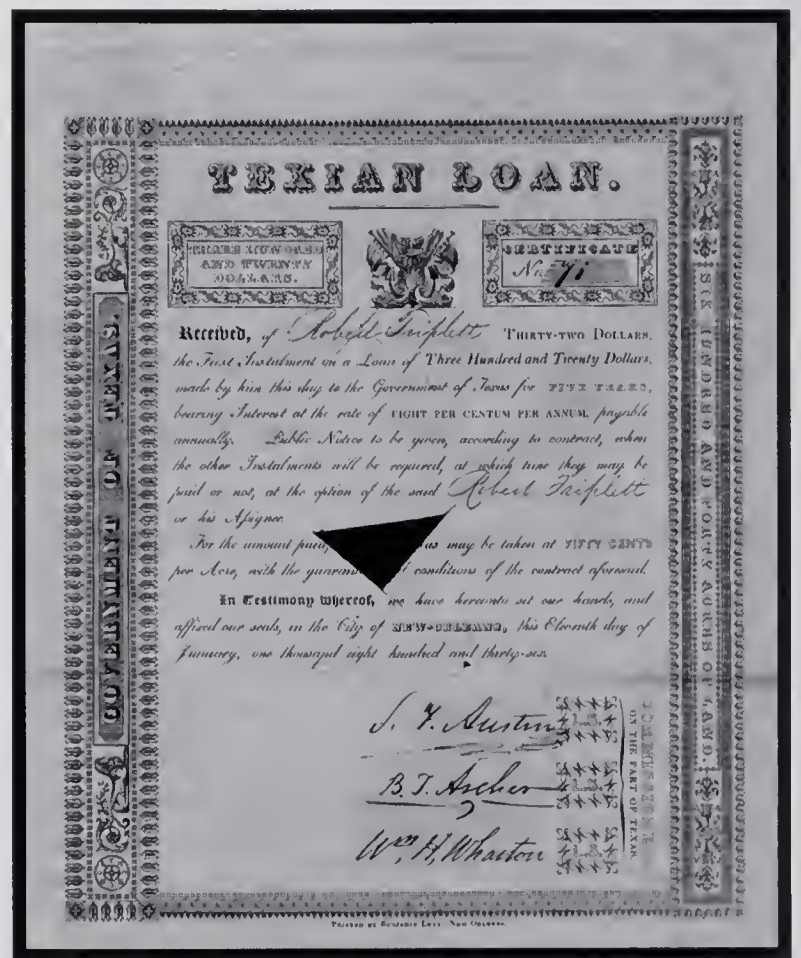 TEXIAN LOAN.
THREE HUNDRED
AND TWENTY
DOLLARS.
CERTIFICATE
No. 71
Received, of Robert Triplett THIRTY-TWO DOLLARS,
the First Instalment on a Loan of Three Hundred and Twenty Dollars,
made by him this day to the Government of Texas for FIVE YEARS,
bearing Interest at the rate of EIGHT PER CENTUM PER ANNUM, payable
annually. Public Notice to be given, according to contract, when
the other Instalments will be required, at which time they may be
paid or not, at the option of the said Robert Triplett
or his Assignee.
For the amount paid, as may be taken at FIFTY CENTS
per Acre, with the conditions of the contract aforesaid.
In Testimony whereof, we have hereunto set our hands, and
affixed our seals, in the City of NEW-ORLEANS, this Eleventh day of
January, one thousand eight hundred and thirty-six.
S. F. Austin L.S.
B. T. Archer L.S.
Wm. H. Wharton L.S.
COMMISSIONERS
ON THE PART OF TEXAS.
GOVERNMENT OF TEXAS.
SIX HUNDRED AND FORTY ACRES OF LAND.
PRINTED BY BENJAMIN LEVY, NEW ORLEANS.